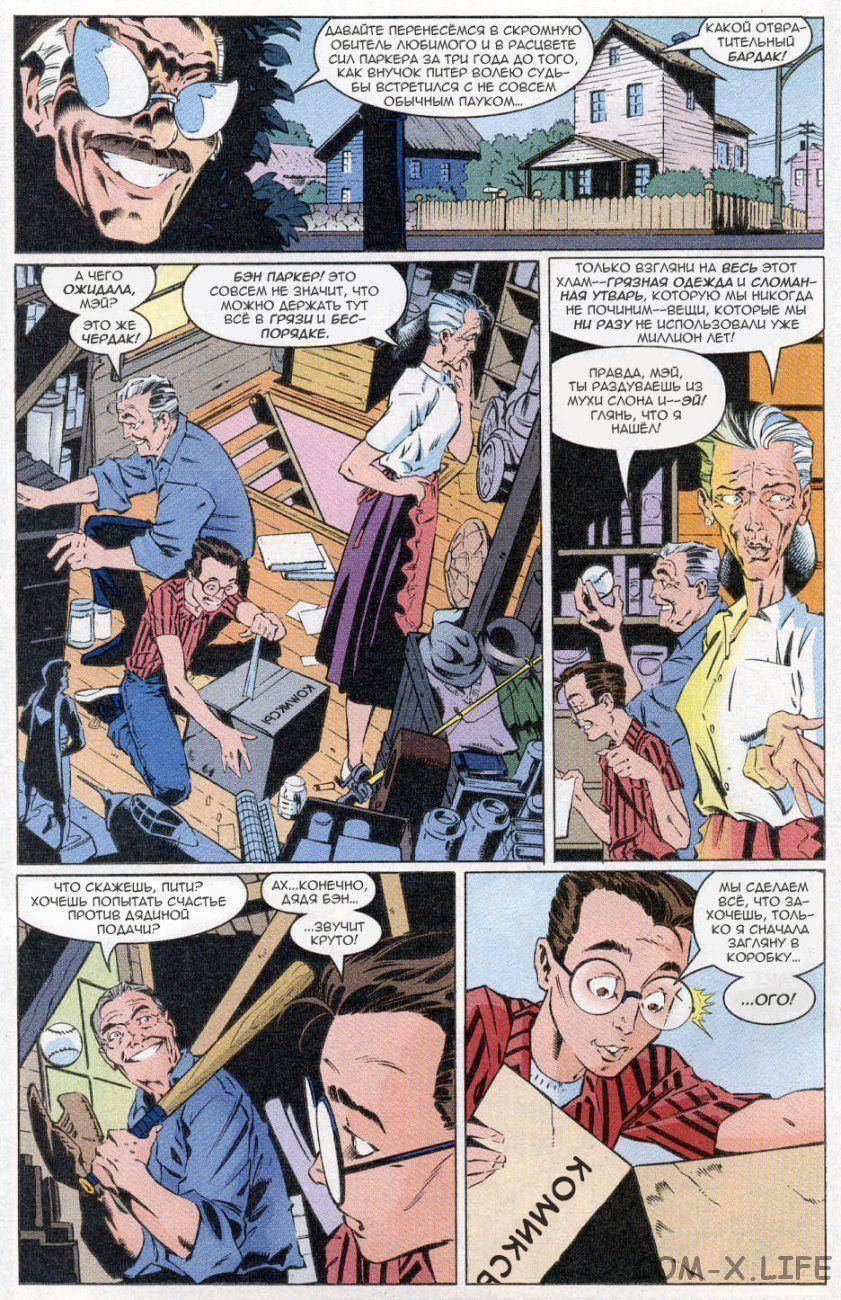 ДАВАЙТЕ ПЕРЕНЕСЁМСЯ В СКРОМНУЮ
ОБИТЕЛЬ ЛЮБИМОГО И В РАСЦВЕТЕ
СИЛ ПАРКЕРА ЗА ТРИ ГОДА ДО ТОГО,
КАК ВНУЧОК ПИТЕР ВОЛЕЮ СУДЬ-
БЫ ВСТРЕТИЛСЯ С НЕ СОВСЕМ
ОБЫЧНЫМ ПАУКОМ...
КАКОЙ ОТВРА-
ТИТЕЛЬНЫЙ
БАРДАК!
А ЧЕГО
ОЖИДАЛА,
МЭЙ?
ЭТО ЖЕ
ЧЕРДАК!
БЭН ПАРКЕР! ЭТО
СОВСЕМ НЕ ЗНАЧИТ, ЧТО
МОЖНО ДЕРЖАТЬ ТУТ
ВСЁ В ГРЯЗИ И БЕС-
ПОРЯДКЕ.
КОМИКСЫ
ТОЛЬКО ВЗГЛЯНИ НА ВЕСЬ ЭТОТ
ХЛАМ--ГРЯЗНАЯ ОДЕЖДА И СЛОМАН-
НАЯ УТВАРЬ, КОТОРУЮ МЫ НИКОГДА
НЕ ПОЧИНИМ--ВЕЩИ, КОТОРЫЕ МЫ
НИ РАЗУ НЕ ИСПОЛЬЗОВАЛИ УЖЕ
МИЛЛИОН ЛЕТ!
ПРАВДА, МЭЙ,
ТЫ РАЗДУВАЕШЬ ИЗ
МУХИ СЛОНА И--ЭЙ!
ГЛЯНЬ, ЧТО Я
НАШЁЛ!
ЧТО СКАЖЕШЬ, ПИТИ?
ХОЧЕШЬ ПОПЫТАТЬ СЧАСТЬЕ
ПРОТИВ ДЯДИНОЙ
ПОДАЧИ?
АХ...КОНЕЧНО,
ДЯДЯ БЭН...
...ЗВУЧИТ
КРУТО!
МЫ СДЕЛАЕМ
ВСЁ, ЧТО ЗА-
ХОЧЕШЬ, ТОЛЬ-
КО Я СНАЧАЛА
ЗАГЛЯНУ В
КОРОБКУ...
...ОГО!
КОМИКСЫ
COM-X.LIFE